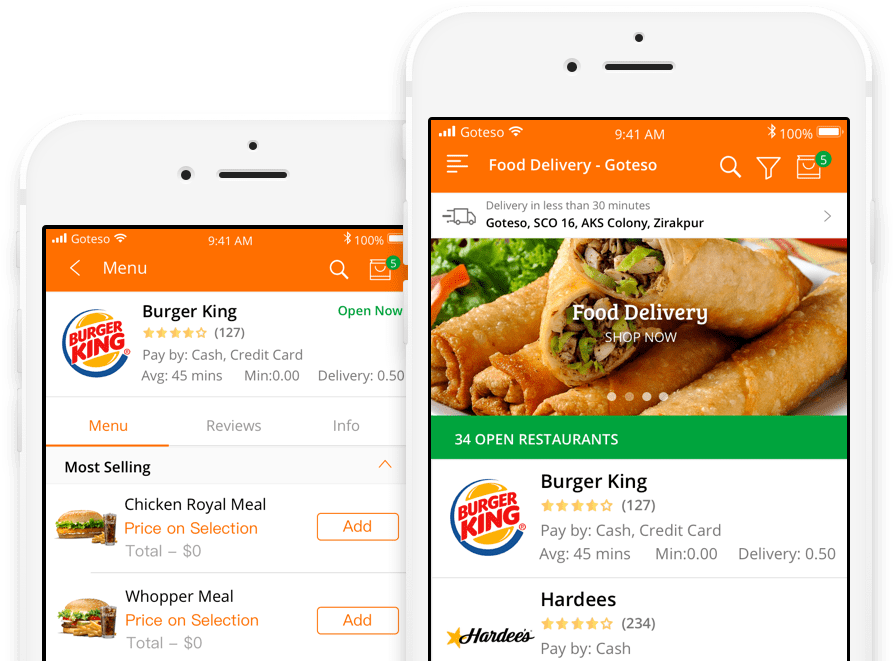 Goteso
9:41 AM
100%
Menu
5
BURGER
KING
Burger King
Open Now
(127)
Pay by: Cash, Credit Card
Avg: 45 mins Min:0.00 Delivery: 0.50
Menu Reviews Info
Most Selling
Chicken Royal Meal
Price on Selection
Add
Total – $0
Whopper Meal
Price on Selection
Add
Total – $0
Goteso
9:41 AM
100%
Food Delivery - Goteso
5
Delivery in less than 30 minutes
Goteso, SCO 16, AKS Colony, Zirakpur
Food Delivery
SHOP NOW
34 OPEN RESTAURANTS
BURGER
KING
Burger King
(127)
Pay by: Cash, Credit Card
Avg: 45 mins Min:0.00 Delivery: 0.50
Hardee's
Hardees
(234)
Pay by: Cash